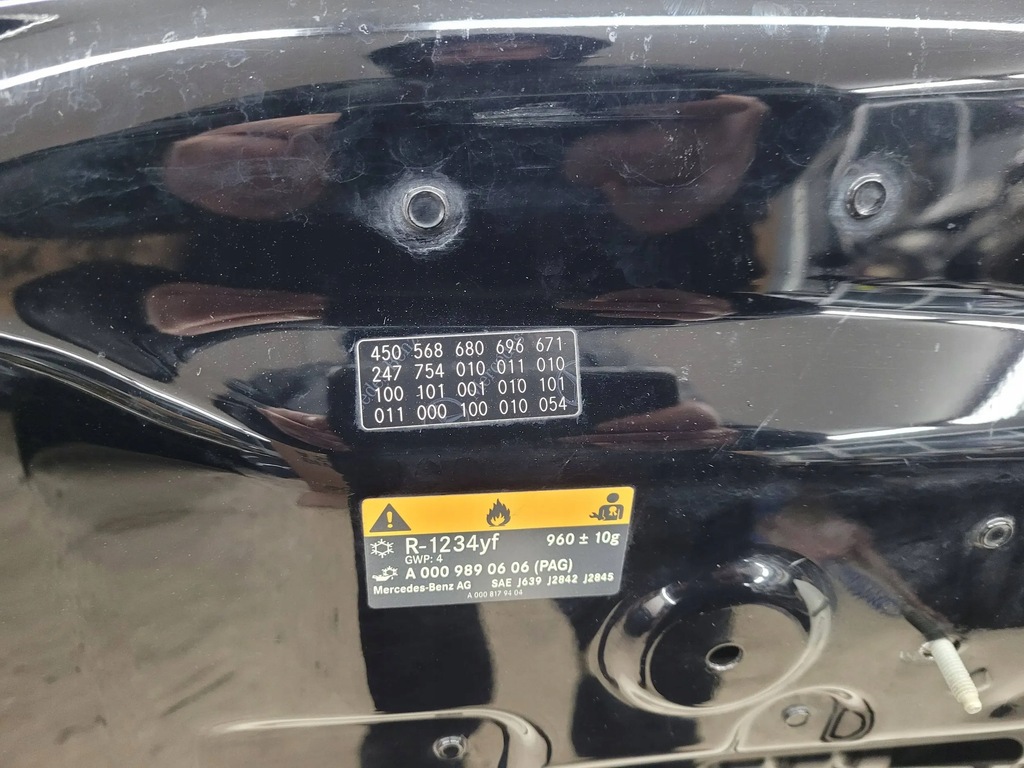 450 568 680 696 671
247 754 010 011 010
100 101 001 010 101
011 000 100 010 054
R-1234yf 960 ± 10g
GWP: 4
A 000 989 06 06 (PAG)
Mercedes-Benz AG SAE J639 J2842 J2845
A 000 817 94 04